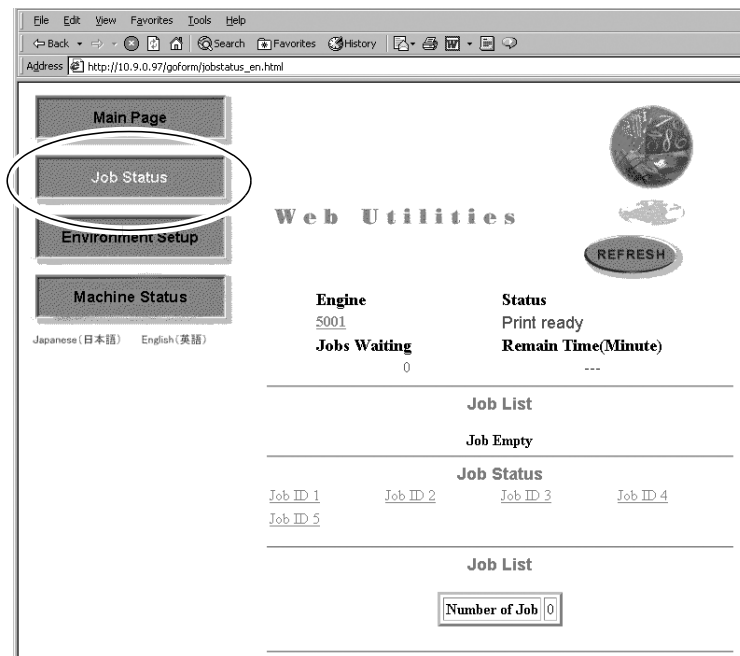 File Edit View Favorites Tools Help
Back Search Favorites History
Address http://10.9.0.97/goform/jobstatus_en.html
Main Page
Job Status
Environment Setup
Machine Status
Japanese(日本語) English(英語)
Web Utilities
REFRESH
Engine Status
5001 Print ready
Jobs Waiting Remain Time(Minute)
0 ---
Job List
Job Empty
Job Status
Job ID 1 Job ID 2 Job ID 3 Job ID 4
Job ID 5
Job List
Number of Job 0